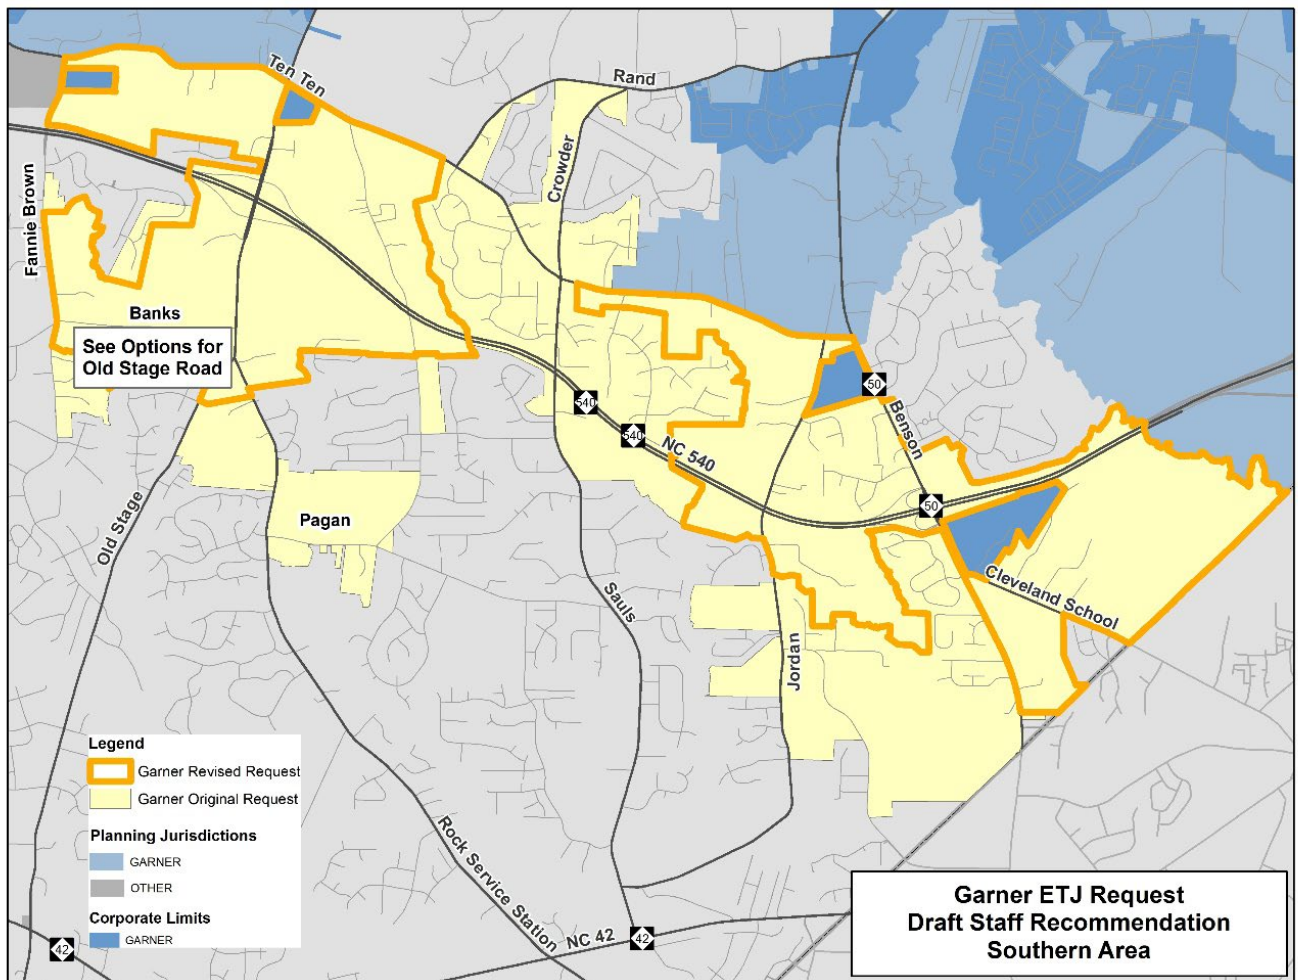 Ten Ten
Rand
Crowder
Fannie Brown
Banks
See Options for
Old Stage Road
50
Benson
540
540
NC 540
50
Old Stage
Pagan
Cleveland School
Sauls
Jordan
Legend
Garner Revised Request
Garner Original Request
Planning Jurisdictions
GARNER
OTHER
Corporate Limits
GARNER
Rock Service Station
NC 42
42
42
Garner ETJ Request
Draft Staff Recommendation
Southern Area